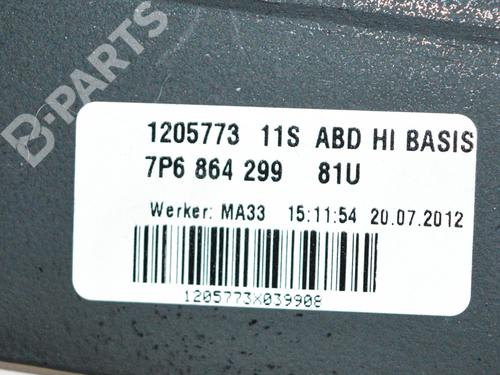 B-PARTS
1205773 11S ABD HI BASIS
7P6 864 299 81U
Werker: MA33 15:11:54 20.07.2012
1205773X039908